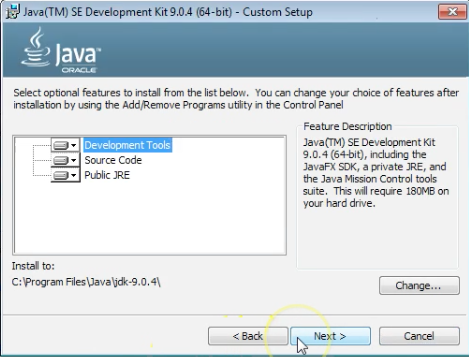 Java(TM) SE Development Kit 9.0.4 (64-bit) - Custom Setup
Java™
ORACLE
Select optional features to install from the list below. You can change your choice of features after
installation by using the Add/Remove Programs utility in the Control Panel
Development Tools
Source Code
Public JRE
Feature Description
Java(TM) SE Development Kit
9.0.4 (64-bit), including the
JavaFX SDK, a private JRE, and
the Java Mission Control tools
suite. This will require 180MB on
your hard drive.
Install to:
C:\Program Files\Java\jdk-9.0.4\
Change...
< Back
Next >
Cancel